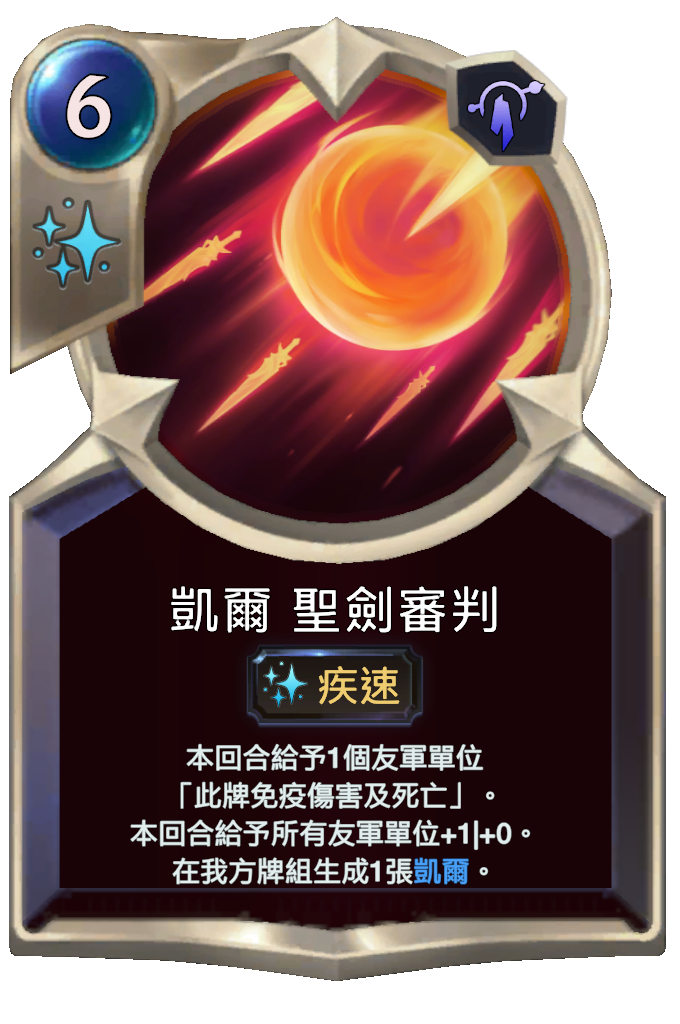 6
凱爾 聖劍審判
疾速
本回合給予1個友軍單位
「此牌免疫傷害及死亡」。
本回合給予所有友軍單位+1|+0。
在我方牌組生成1張凱爾。